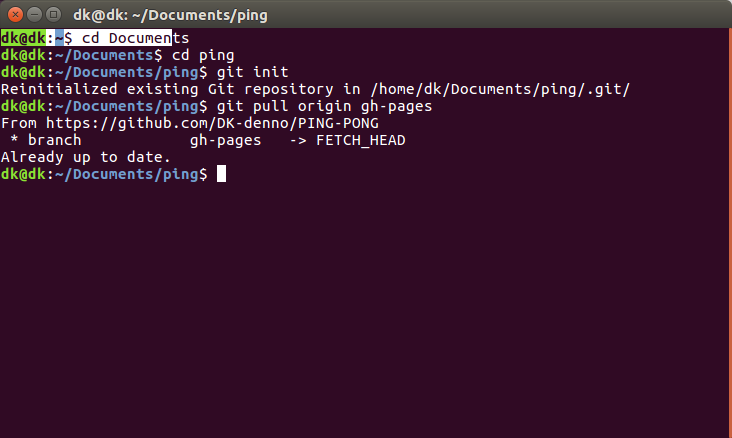 dk@dk: ~/Documents/ping
dk@dk:~$ cd Documents
dk@dk:~/Documents$ cd ping
dk@dk:~/Documents/ping$ git init
Reinitialized existing Git repository in /home/dk/Documents/ping/.git/
dk@dk:~/Documents/ping$ git pull origin gh-pages
From https://github.com/DK-denno/PING-PONG
 * branch            gh-pages   -> FETCH_HEAD
Already up to date.
dk@dk:~/Documents/ping$